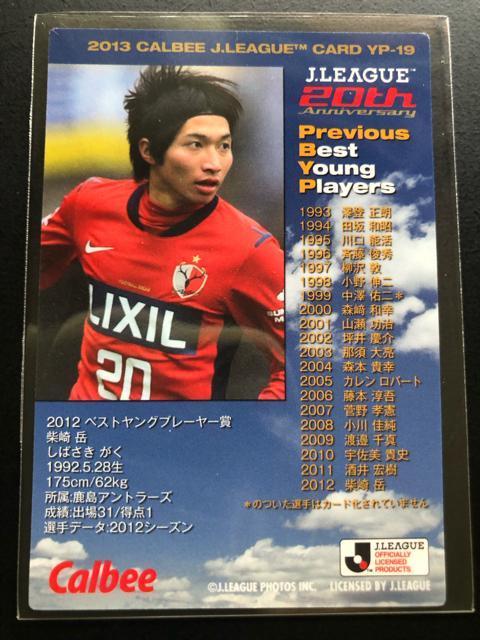 2013 CALBEE J.LEAGUE™ CARD YP-19
J.LEAGUE™
20th
Anniversary
Previous
Best
Young
Players
1993 澤登 正朗
1994 田坂 和昭
1995 川口 能活
1996 斉藤 俊秀
1997 柳沢 敦
1998 小野 伸二
1999 中澤 佑二*
2000 森﨑 和幸
2001 山瀬 功治
2002 坪井 慶介
2003 那須 大亮
2004 森本 貴幸
2005 カレン ロバート
2006 藤本 淳吾
2007 菅野 孝憲
2008 小川 佳純
2009 渡邉 千真
2010 宇佐美 貴史
2011 酒井 宏樹
2012 柴崎 岳
*のついた選手はカード化されていません
LIXIL
20
2012 ベストヤングプレーヤー賞
柴崎 岳
しばさき がく
1992.5.28生
175cm/62kg
所属:鹿島アントラーズ
成績:出場31/得点1
選手データ:2012シーズン
Calbee
J.LEAGUE
OFFICIALLY
LICENSED
PRODUCTS
©J.LEAGUE PHOTOS INC. LICENSED BY J.LEAGUE